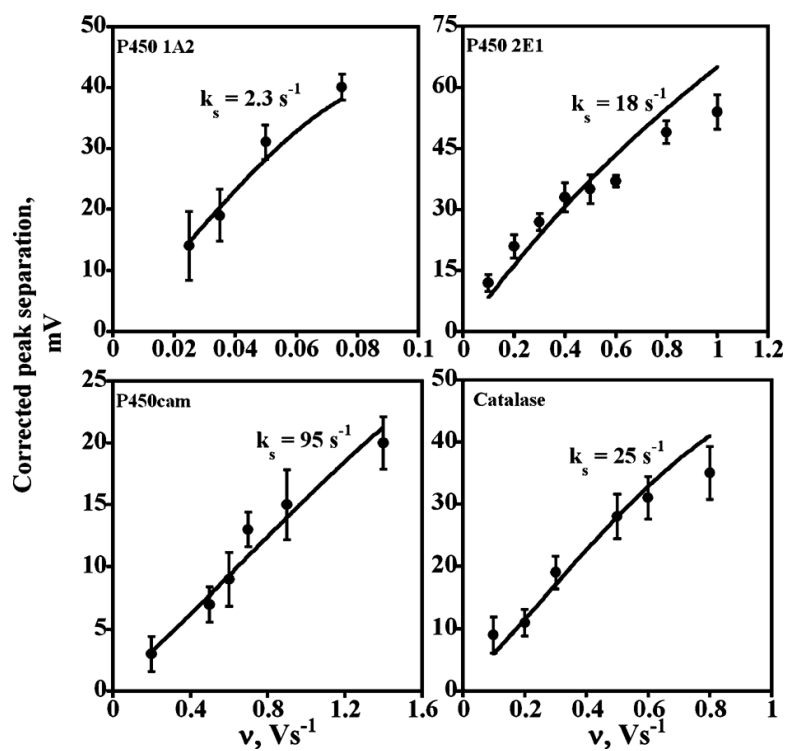 Corrected peak separation,
mV
P450 1A2
k_s = 2.3 s⁻¹
50
40
30
20
10
0
0.02 0.04 0.06 0.08 0.1
P450 2E1
k_s = 18 s⁻¹
75
60
45
30
15
0
0.2 0.4 0.6 0.8 1 1.2
P450cam
k_s = 95 s⁻¹
25
20
15
10
5
0
0 0.4 0.8 1.2 1.6
ν, Vs⁻¹
Catalase
k_s = 25 s⁻¹
50
40
30
20
10
0
0 0.2 0.4 0.6 0.8 1
ν, Vs⁻¹